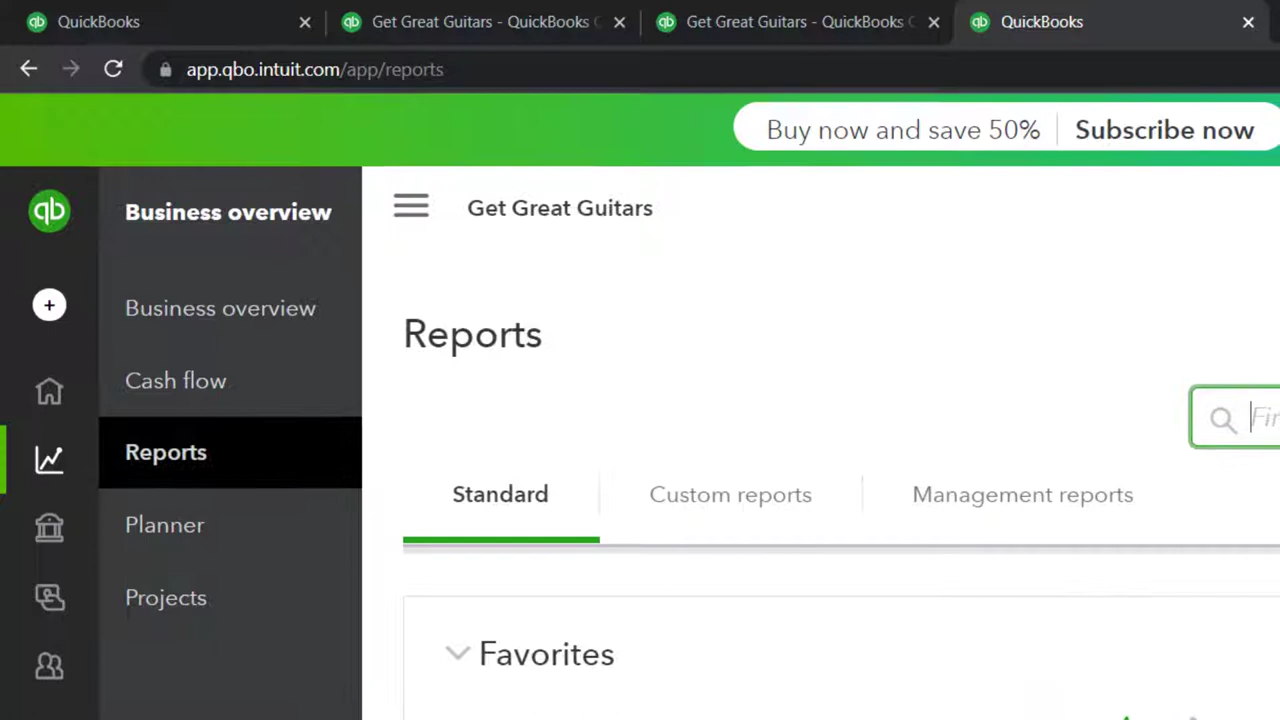 QuickBooks
Get Great Guitars - QuickBooks
Get Great Guitars - QuickBooks
QuickBooks
app.qbo.intuit.com/app/reports
Buy now and save 50% Subscribe now
qb
Business overview
Get Great Guitars
Business overview
Reports
Cash flow
Reports
Standard
Custom reports
Management reports
Planner
Projects
Favorites